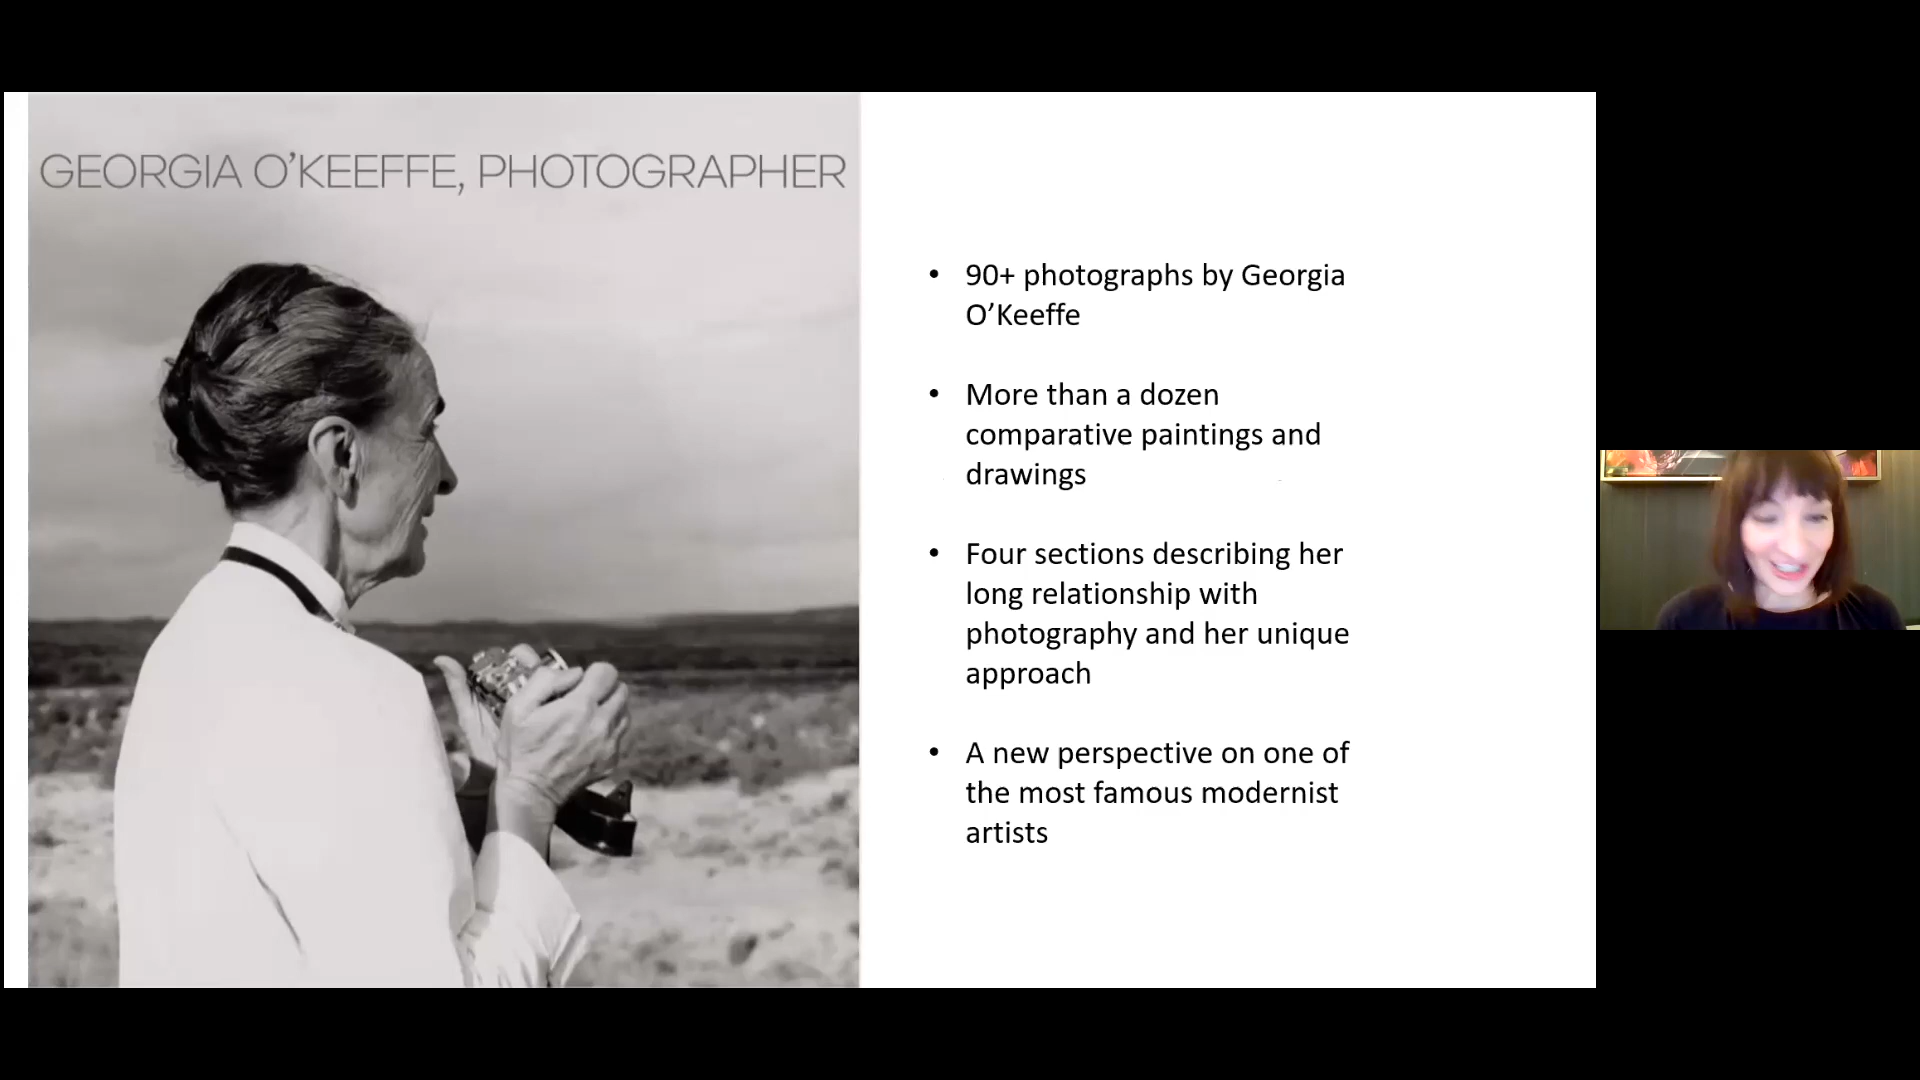 GEORGIA O’KEEFFE, PHOTOGRAPHER
• 90+ photographs by Georgia
O’Keeffe
• More than a dozen
comparative paintings and
drawings
• Four sections describing her
long relationship with
photography and her unique
approach
• A new perspective on one of
the most famous modernist
artists